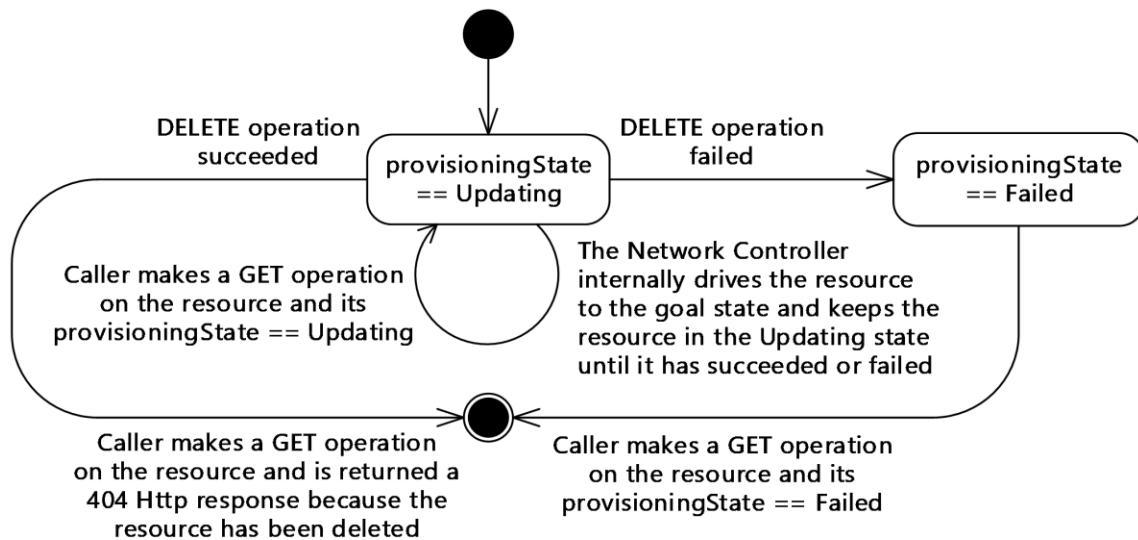 DELETE operation
succeeded
provisioningState
== Updating
DELETE operation
failed
provisioningState
== Failed
Caller makes a GET operation
on the resource and its
provisioningState == Updating
The Network Controller
internally drives the resource
to the goal state and keeps the
resource in the Updating state
until it has succeeded or failed
Caller makes a GET operation
on the resource and is returned a
404 Http response because the
resource has been deleted
Caller makes a GET operation
on the resource and its
provisioningState == Failed